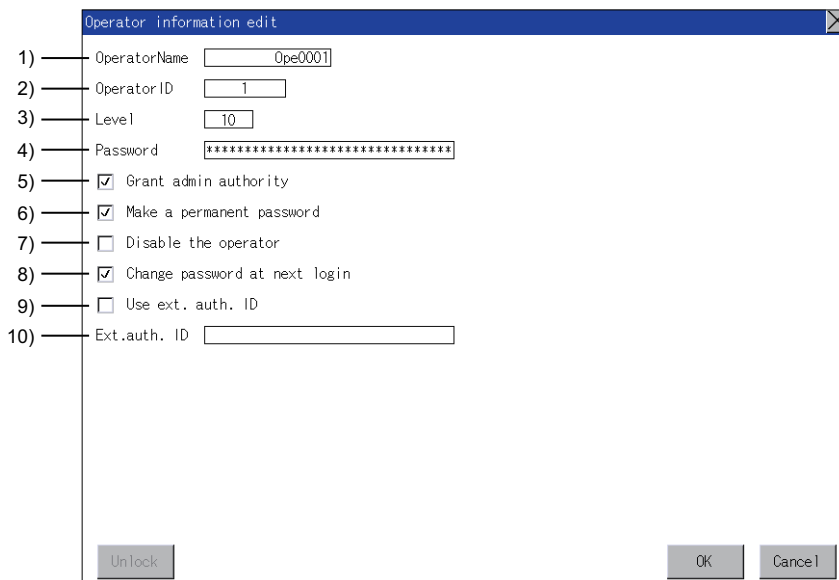 Operator information edit
1) OperatorName Ope0001
2) OperatorID 1
3) Level 10
4) Password ********************************
5) Grant admin authority
6) Make a permanent password
7) Disable the operator
8) Change password at next login
9) Use ext. auth. ID
10) Ext.auth. ID
Unlock OK Cancel